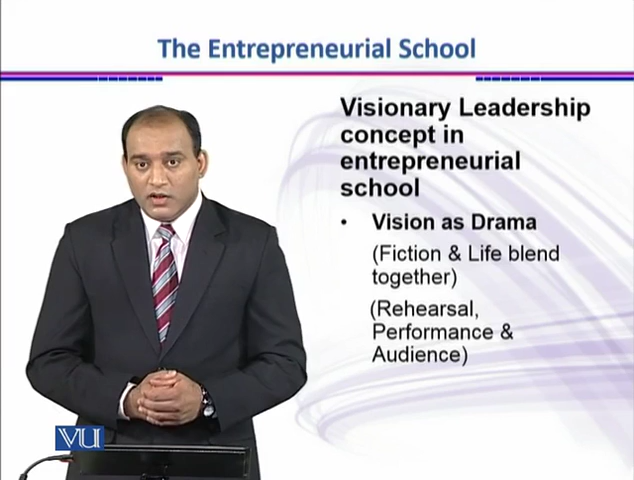 The Entrepreneurial School
Visionary Leadership
concept in
entrepreneurial
school
• Vision as Drama
(Fiction & Life blend
together)
(Rehearsal,
Performance &
Audience)
VU